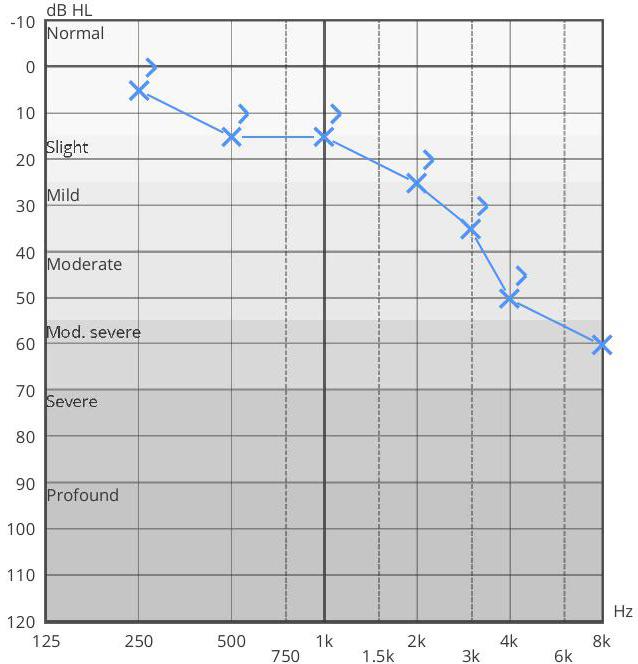 dB HL
-10
Normal
0
10
Slight
20
Mild
30
40
Moderate
50
Mod. severe
60
70
Severe
80
90
Profound
100
110
120
Hz
125 250 500 1k 2k 4k 8k
750 1.5k 3k 6k